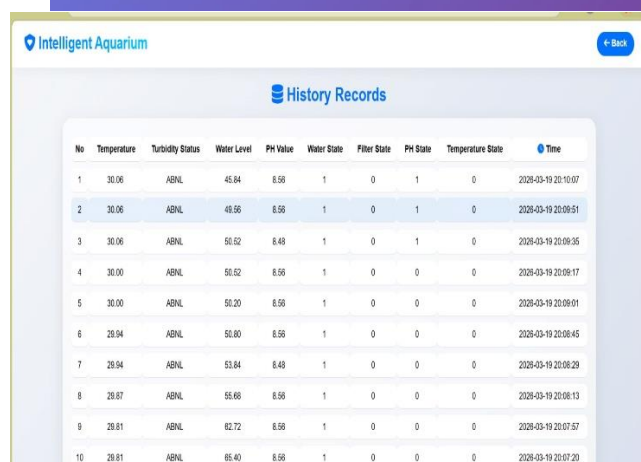 Intelligent Aquarium
← Back
History Records
No Temperature Turbidity Status Water Level PH Value Water State Filter State PH State Temperature State Time
1 30.06 ABNL 45.84 8.56 1 0 1 0 2026-03-19 20:10:07
2 30.06 ABNL 49.56 8.56 1 0 1 0 2026-03-19 20:09:51
3 30.06 ABNL 50.52 8.48 1 0 1 0 2026-03-19 20:09:35
4 30.00 ABNL 50.52 8.56 1 0 0 0 2026-03-19 20:09:17
5 30.00 ABNL 50.20 8.56 1 0 0 0 2026-03-19 20:09:01
6 29.94 ABNL 50.80 8.56 1 0 0 0 2026-03-19 20:08:45
7 29.94 ABNL 53.84 8.48 1 0 0 0 2026-03-19 20:08:29
8 29.87 ABNL 55.68 8.56 1 0 0 0 2026-03-19 20:08:13
9 29.81 ABNL 62.72 8.56 1 0 0 0 2026-03-19 20:07:57
10 29.81 ABNL 65.40 8.56 1 0 0 0 2026-03-19 20:07:20